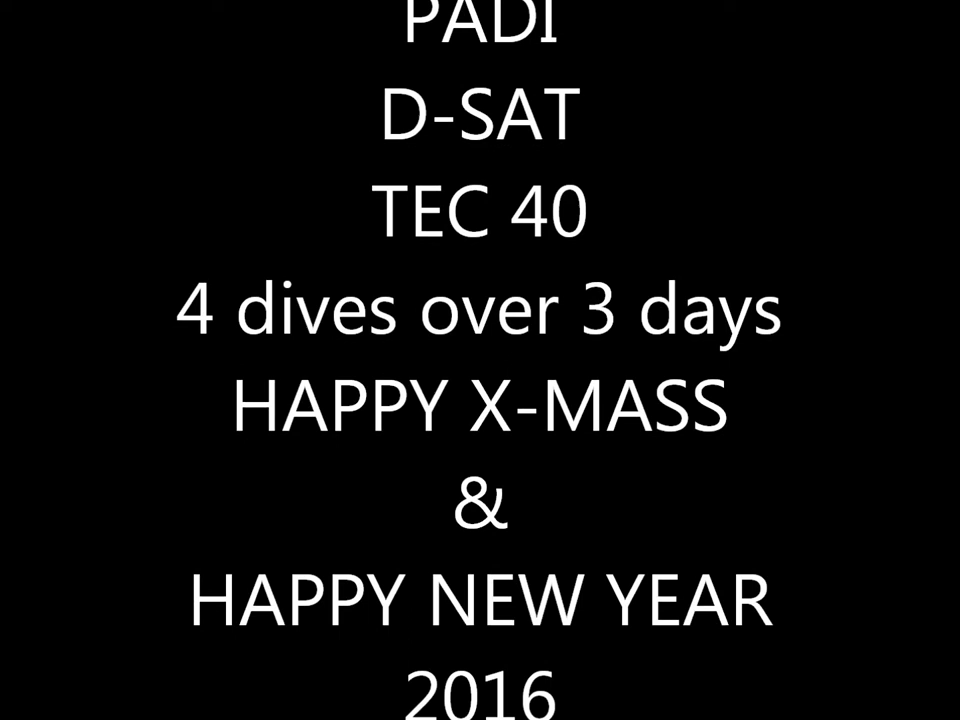 PADI
D-SAT
TEC 40
4 dives over 3 days
HAPPY X-MASS
&
HAPPY NEW YEAR
2016